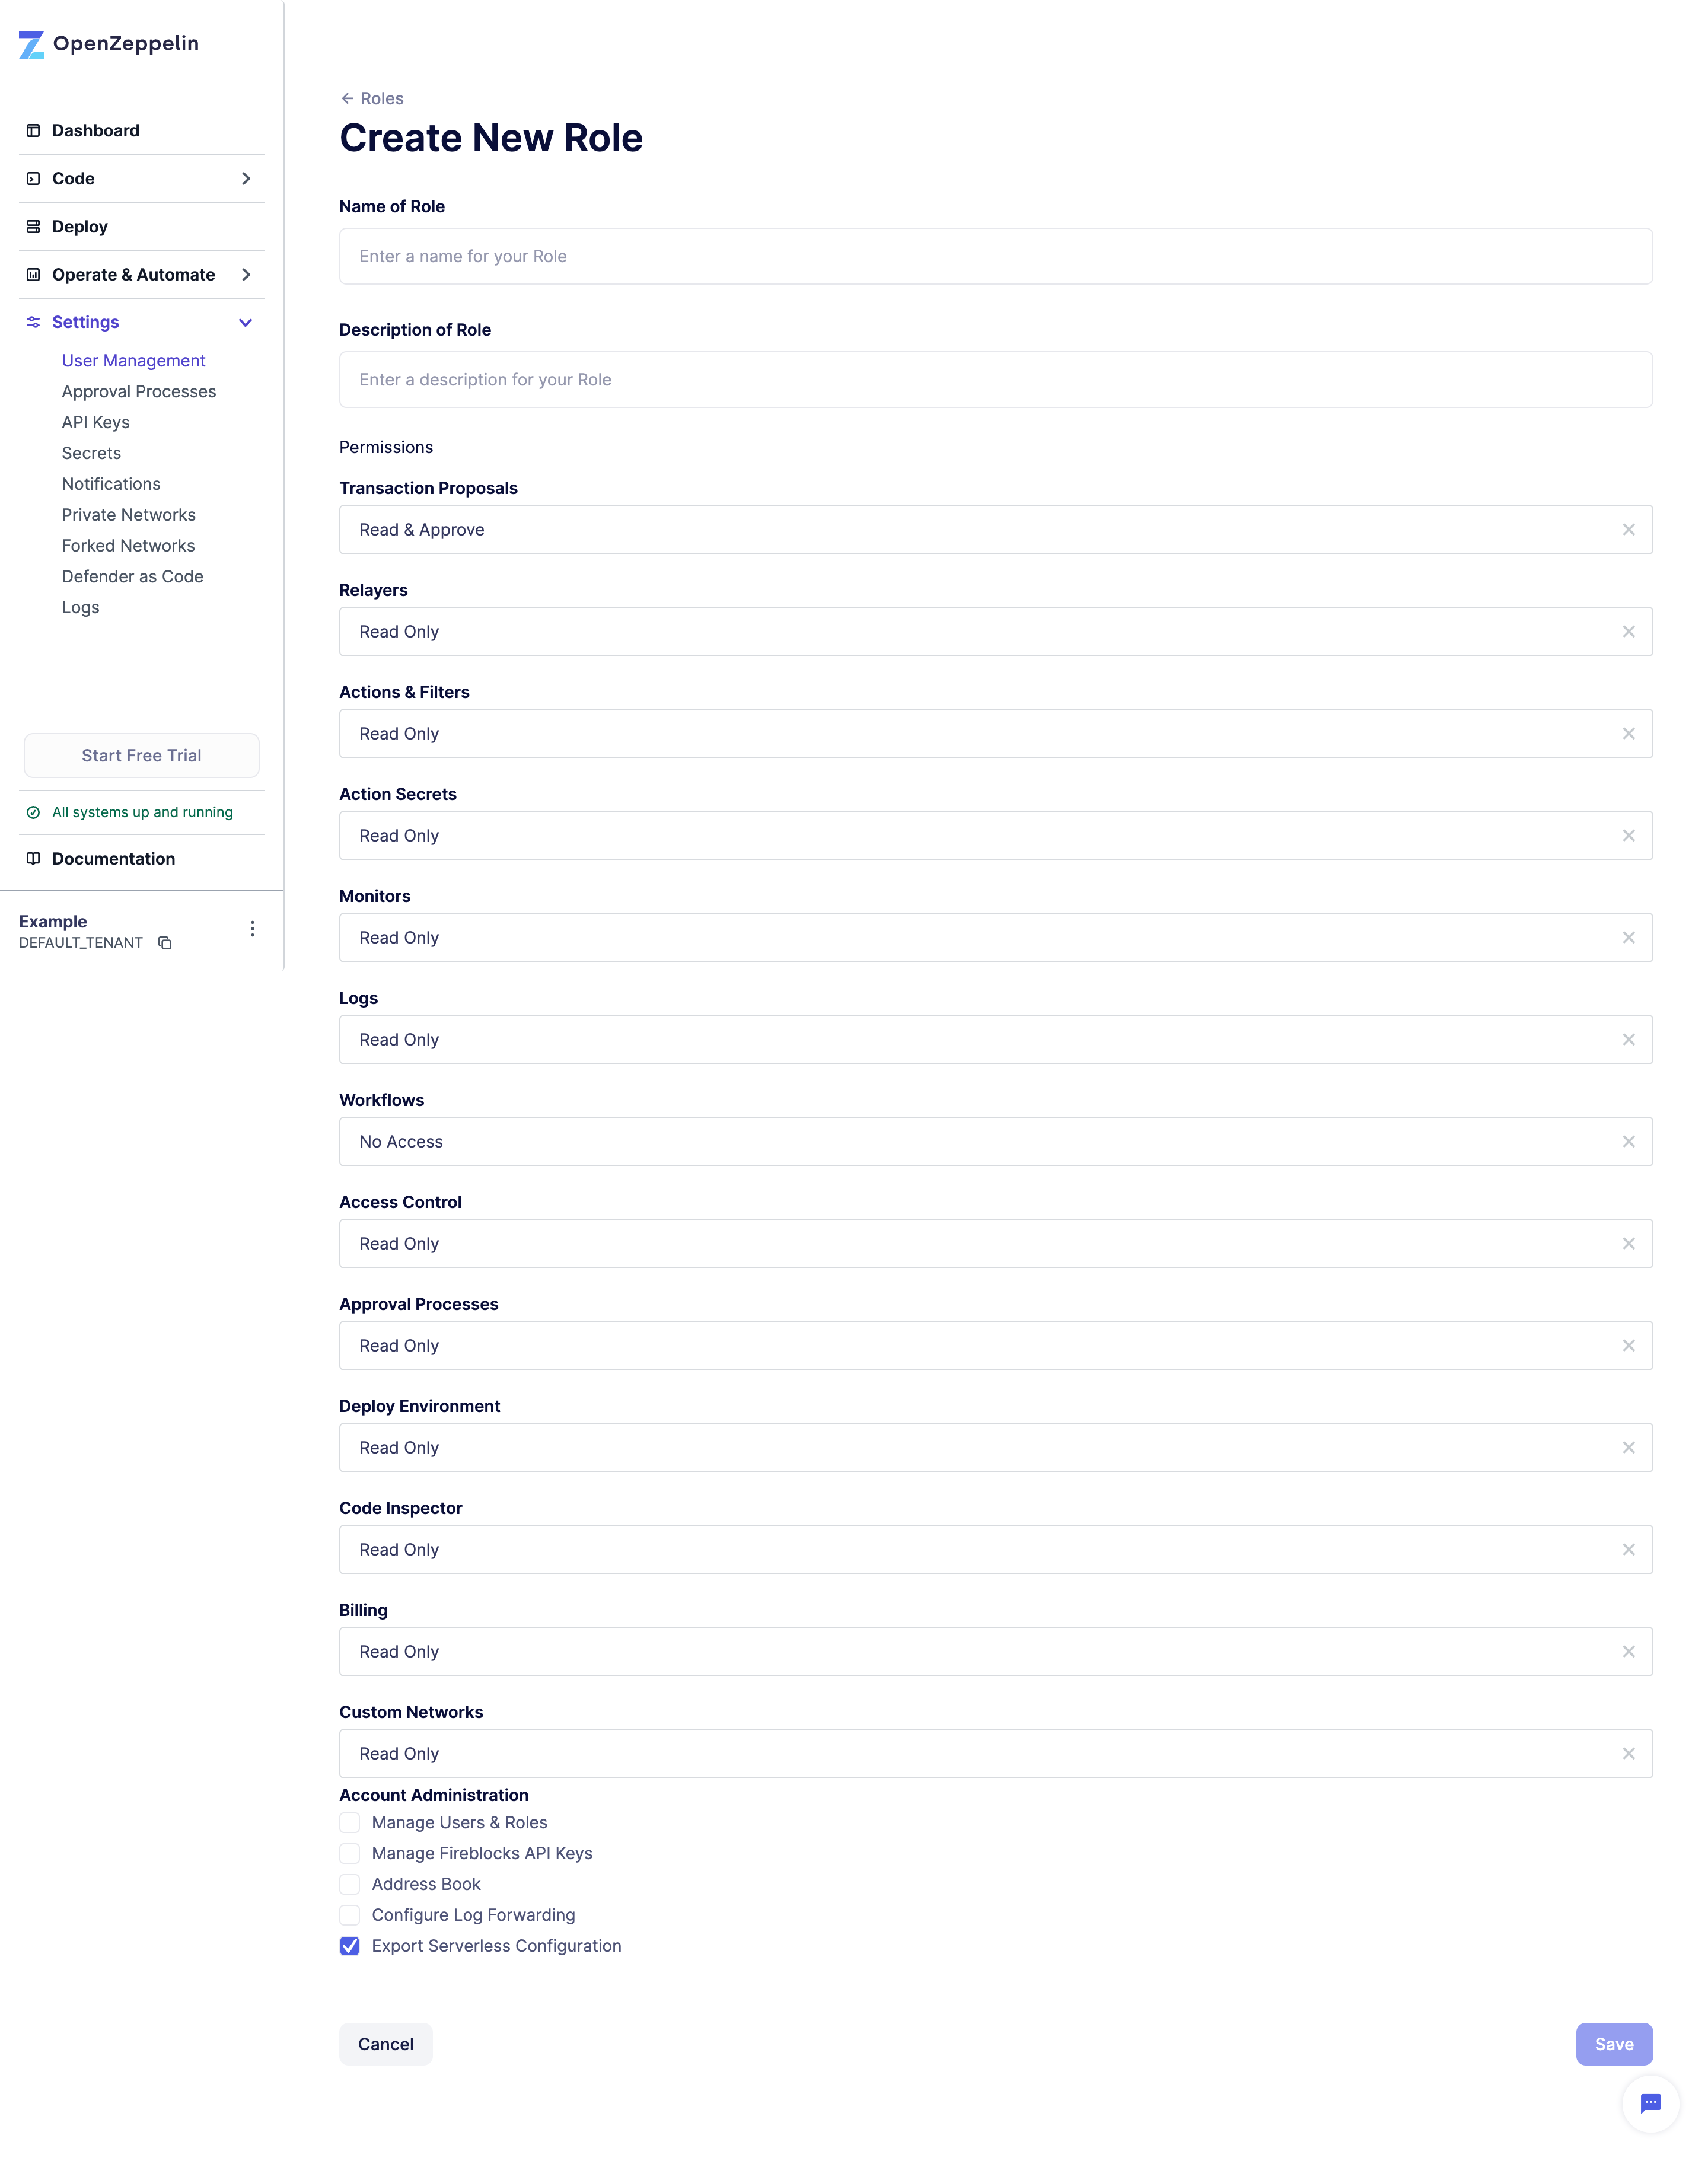 OpenZeppelin
Dashboard
Code
Deploy
Operate & Automate
Settings
User Management
Approval Processes
API Keys
Secrets
Notifications
Private Networks
Forked Networks
Defender as Code
Logs
Start Free Trial
All systems up and running
Documentation
Example
DEFAULT_TENANT
Roles
Create New Role
Name of Role
Enter a name for your Role
Description of Role
Enter a description for your Role
Permissions
Transaction Proposals
Read & Approve
Relayers
Read Only
Actions & Filters
Read Only
Action Secrets
Read Only
Monitors
Read Only
Logs
Read Only
Workflows
No Access
Access Control
Read Only
Approval Processes
Read Only
Deploy Environment
Read Only
Code Inspector
Read Only
Billing
Read Only
Custom Networks
Read Only
Account Administration
Manage Users & Roles
Manage Fireblocks API Keys
Address Book
Configure Log Forwarding
Export Serverless Configuration
Cancel
Save